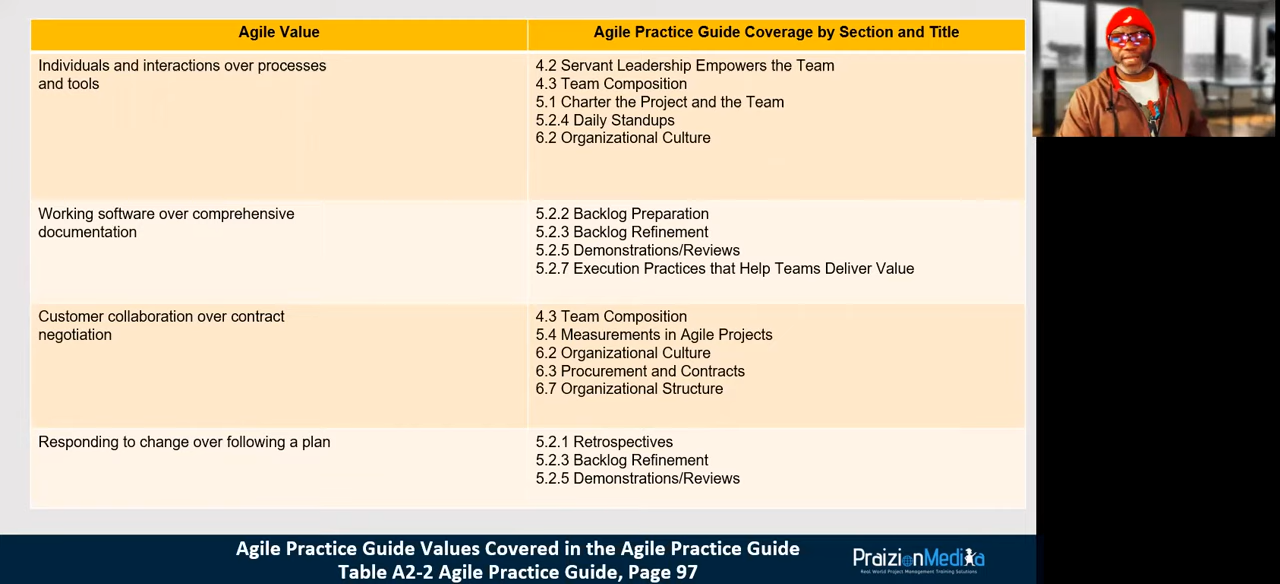 Agile Value
Agile Practice Guide Coverage by Section and Title
Individuals and interactions over processes
and tools
4.2 Servant Leadership Empowers the Team
4.3 Team Composition
5.1 Charter the Project and the Team
5.2.4 Daily Standups
6.2 Organizational Culture
Working software over comprehensive
documentation
5.2.2 Backlog Preparation
5.2.3 Backlog Refinement
5.2.5 Demonstrations/Reviews
5.2.7 Execution Practices that Help Teams Deliver Value
Customer collaboration over contract
negotiation
4.3 Team Composition
5.4 Measurements in Agile Projects
6.2 Organizational Culture
6.3 Procurement and Contracts
6.7 Organizational Structure
Responding to change over following a plan
5.2.1 Retrospectives
5.2.3 Backlog Refinement
5.2.5 Demonstrations/Reviews
Agile Practice Guide Values Covered in the Agile Practice Guide
Table A2-2 Agile Practice Guide, Page 97
PraizionMedia
Real World Project Management Training Solutions